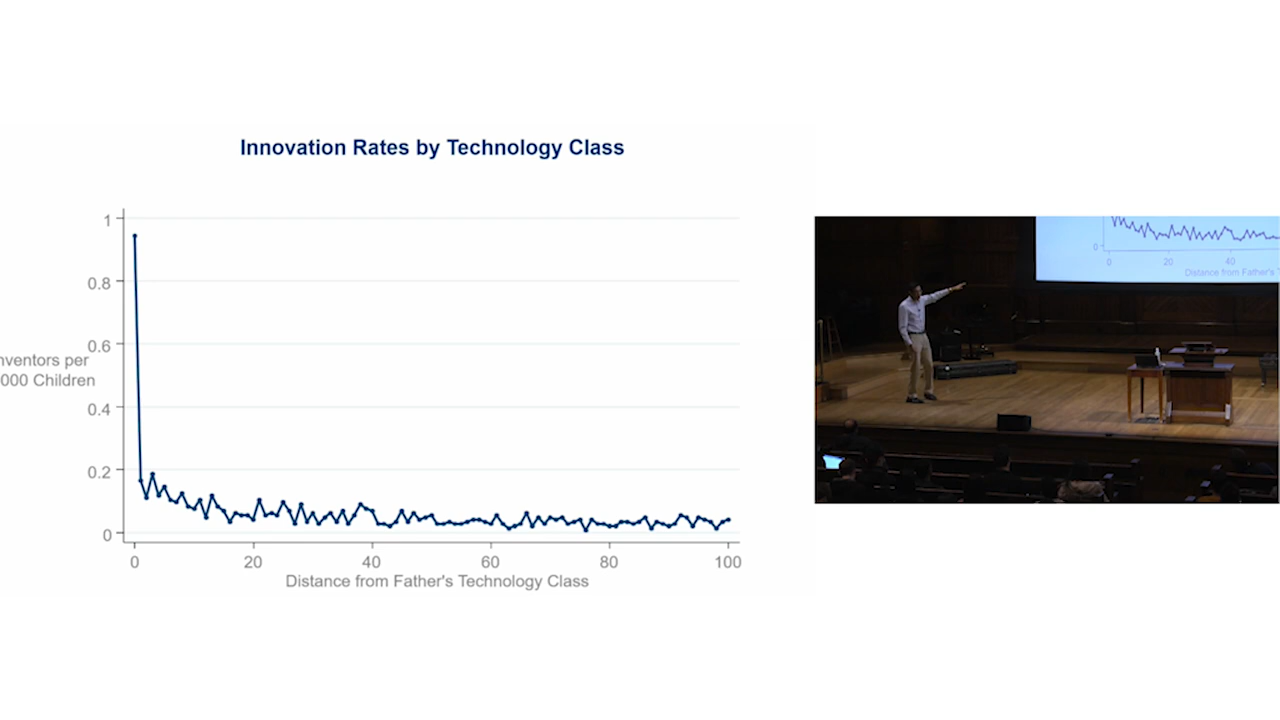 Innovation Rates by Technology Class
1
0.8
0.6
nventors per
000 Children
0.4
0.2
0
0 20 40 60 80 100
Distance from Father's Technology Class
0
0 20 40
Distance from Father's T